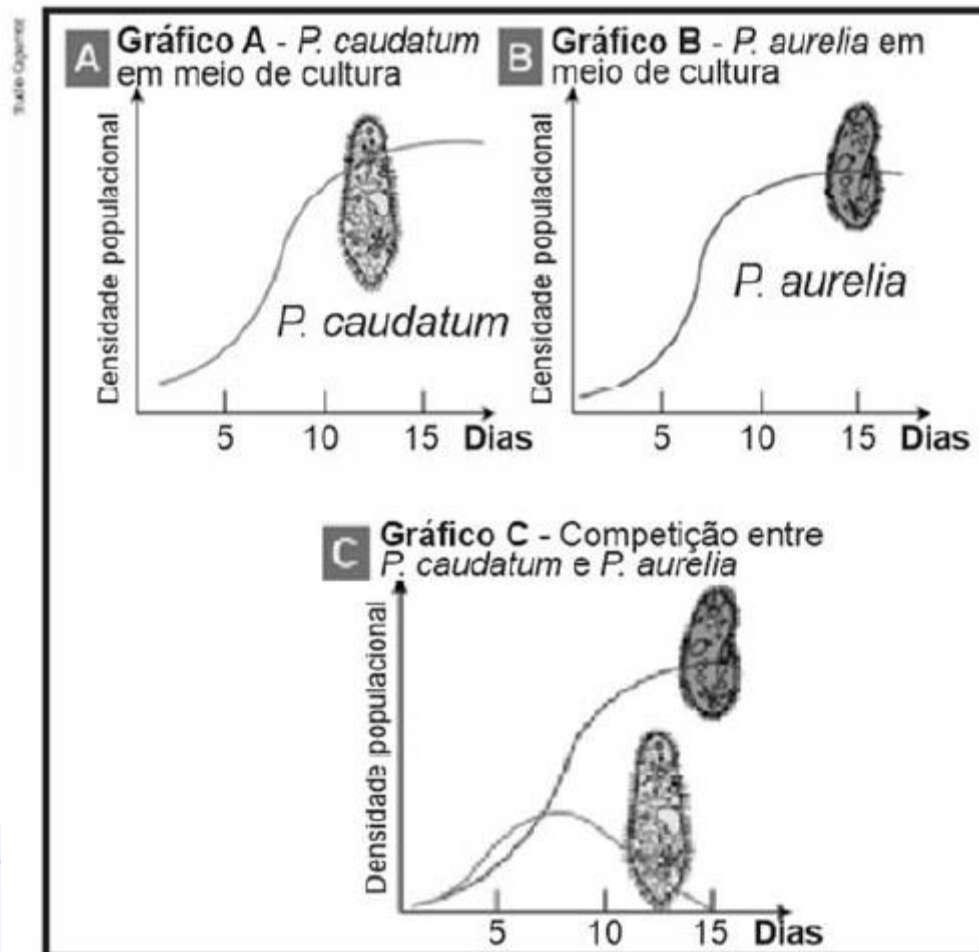 A
Gráfico A - P. caudatum
em meio de cultura
Densidade populacional
P. caudatum
5 10 15 Dias
B
Gráfico B - P. aurelia em
meio de cultura
Densidade populacional
P. aurelia
5 10 15 Dias
C
Gráfico C - Competição entre
P. caudatum e P. aurelia
Densidade populacional
5 10 15 Dias